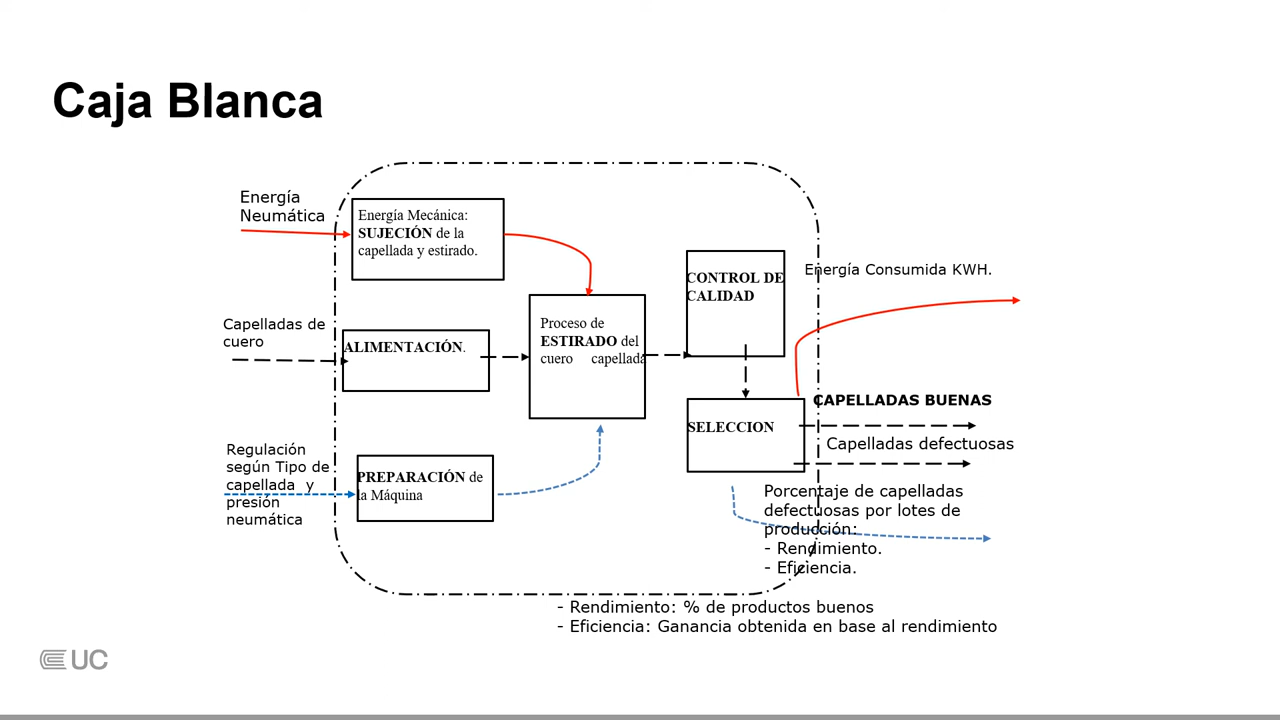 Caja Blanca
Energía
Neumática
Energía Mecánica:
SUJECIÓN de la
capellada y estirado.
Capelladas de
cuero
ALIMENTACIÓN.
Regulación
según Tipo de
capellada y
presión
neumática
PREPARACIÓN de
la Máquina
Proceso de
ESTIRADO del
cuero capellada
CONTROL DE
CALIDAD
SELECCION
Energía Consumida KWH.
CAPELLADAS BUENAS
Capelladas defectuosas
Porcentaje de capelladas
defectuosas por lotes de
producción:
- Rendimiento.
- Eficiencia.
- Rendimiento: % de productos buenos
- Eficiencia: Ganancia obtenida en base al rendimiento
UC